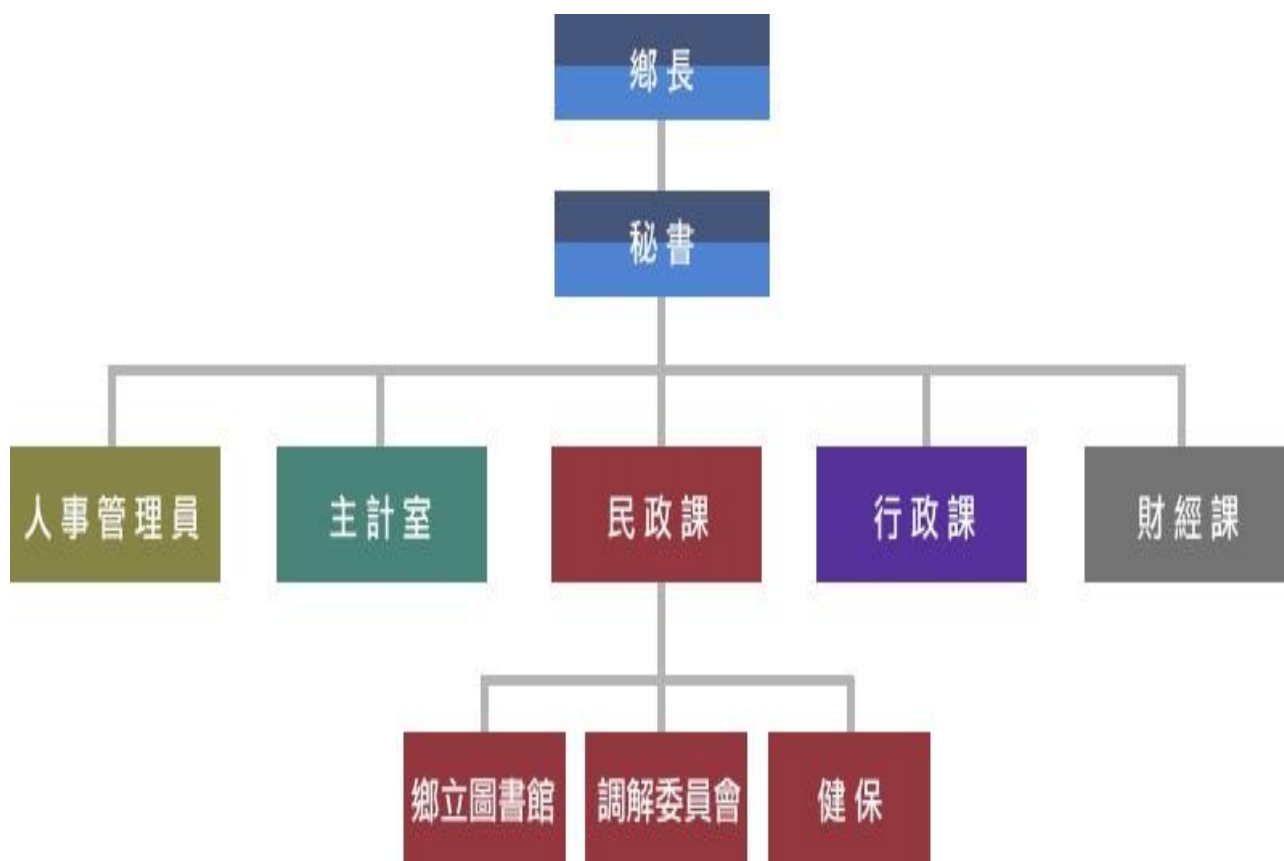 鄉長
秘書
人事管理員
主計室
民政課
行政課
財經課
鄉立圖書館
調解委員會
健保